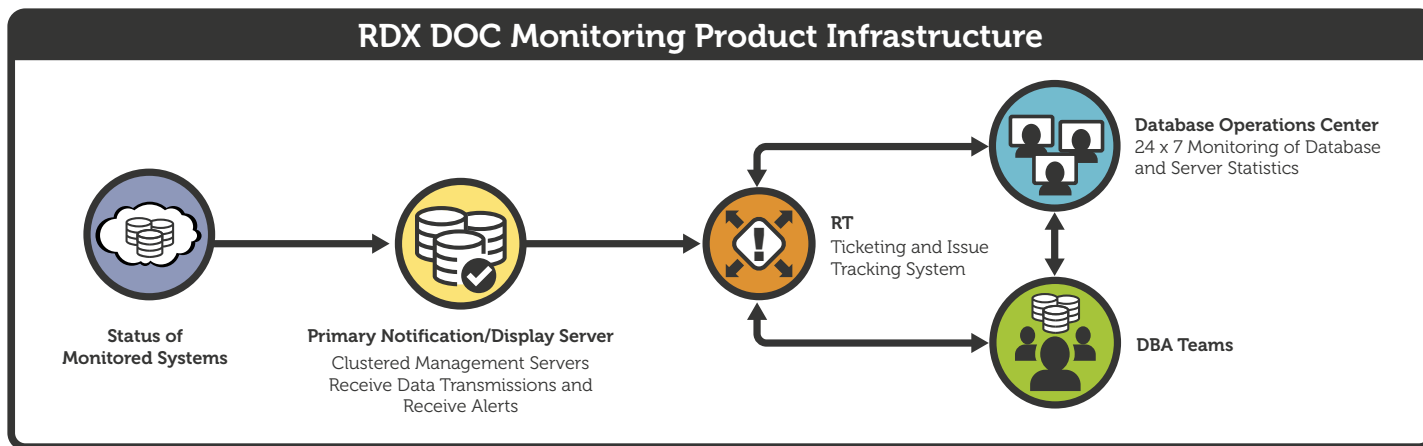 RDX DOC Monitoring Product Infrastructure
Status of
Monitored Systems
Primary Notification/Display Server
Clustered Management Servers
Receive Data Transmissions and
Receive Alerts
RT
Ticketing and Issue
Tracking System
Database Operations Center
24 x 7 Monitoring of Database
and Server Statistics
DBA Teams